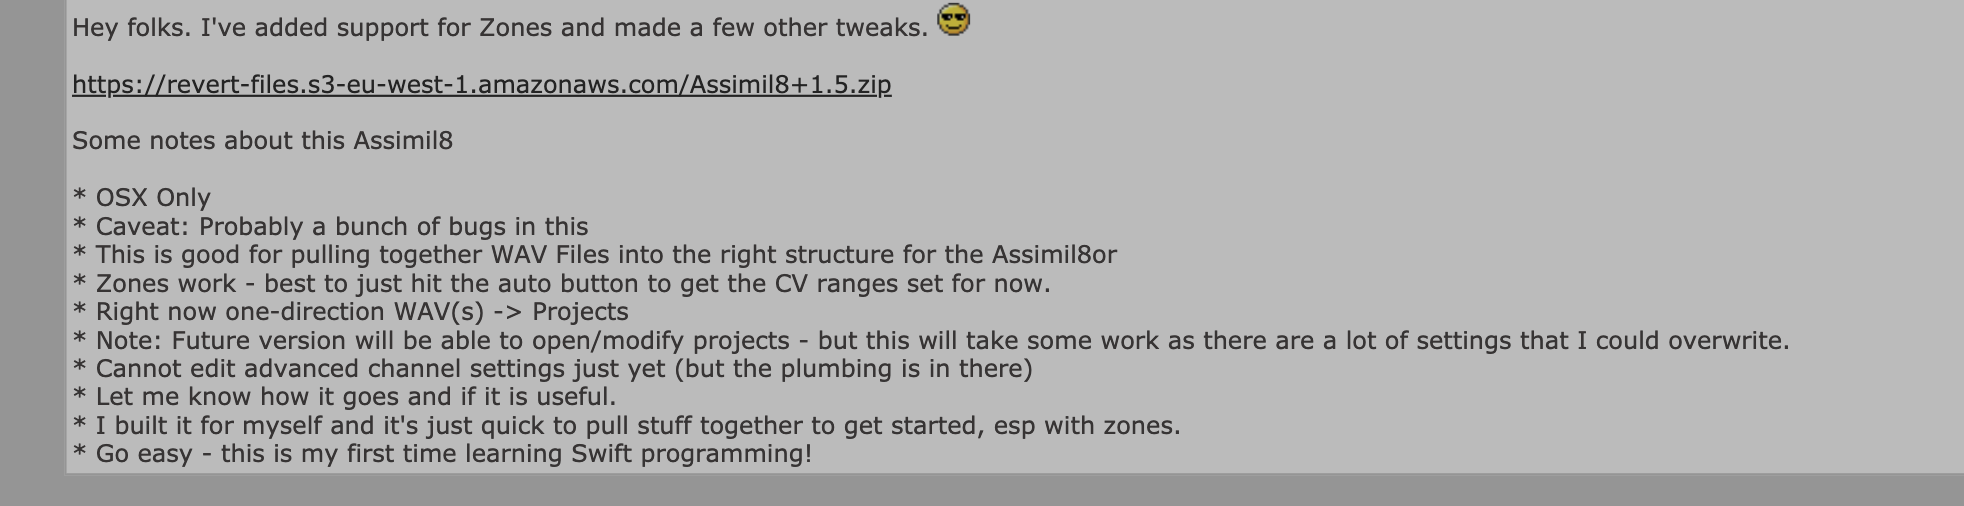 Hey folks. I've added support for Zones and made a few other tweaks.
https://revert-files.s3-eu-west-1.amazonaws.com/Assimil8+1.5.zip
Some notes about this Assimil8
* OSX Only
* Caveat: Probably a bunch of bugs in this
* This is good for pulling together WAV Files into the right structure for the Assimil8or
* Zones work - best to just hit the auto button to get the CV ranges set for now.
* Right now one-direction WAV(s) -> Projects
* Note: Future version will be able to open/modify projects - but this will take some work as there are a lot of settings that I could overwrite.
* Cannot edit advanced channel settings just yet (but the plumbing is in there)
* Let me know how it goes and if it is useful.
* I built it for myself and it's just quick to pull stuff together to get started, esp with zones.
* Go easy - this is my first time learning Swift programming!